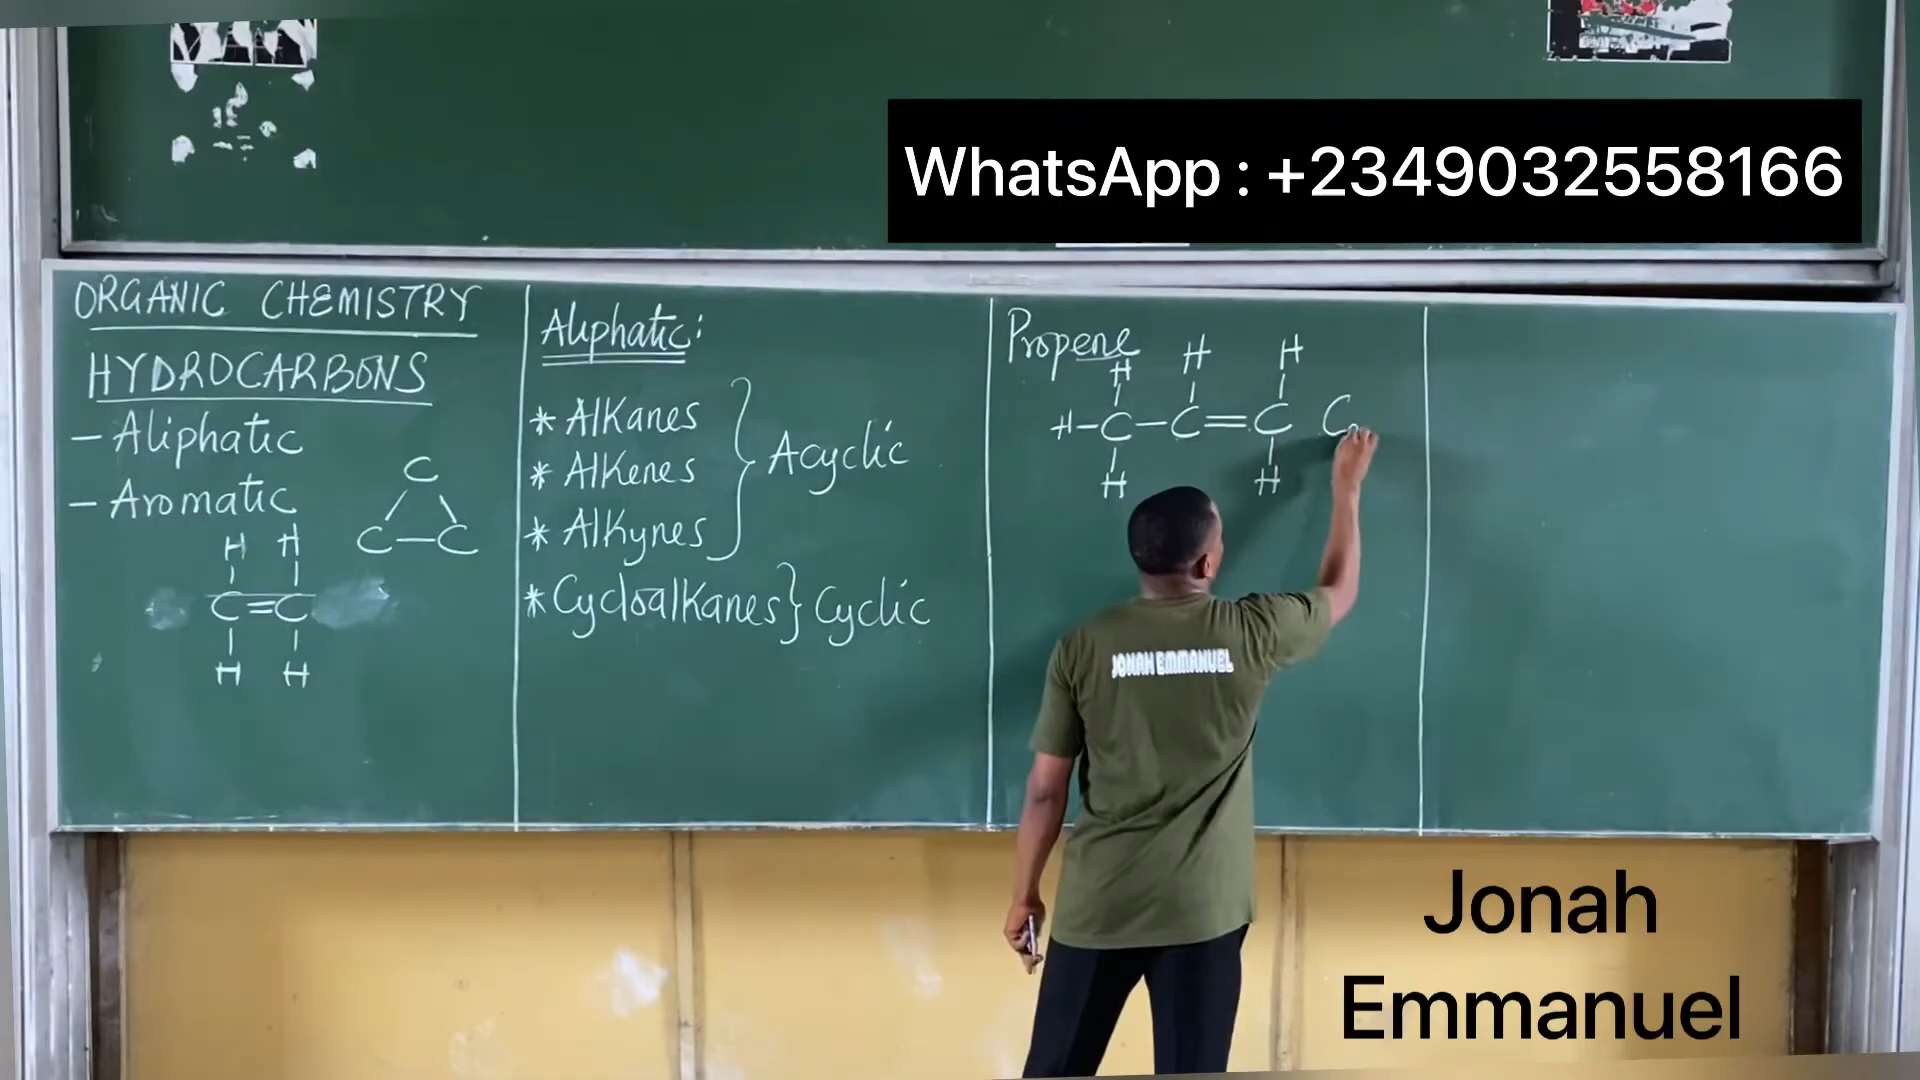 WhatsApp : +2349032558166
ORGANIC CHEMISTRY
HYDROCARBONS
- Aliphatic
- Aromatic
C
C — C
H H
C = C
H H
Aliphatic:
* Alkanes
* Alkenes
* Alkynes
Acyclic
* Cycloalkanes } Cyclic
Propene
H H H
H - C - C = C C
H H
JONAH EMMANUEL
Jonah
Emmanuel